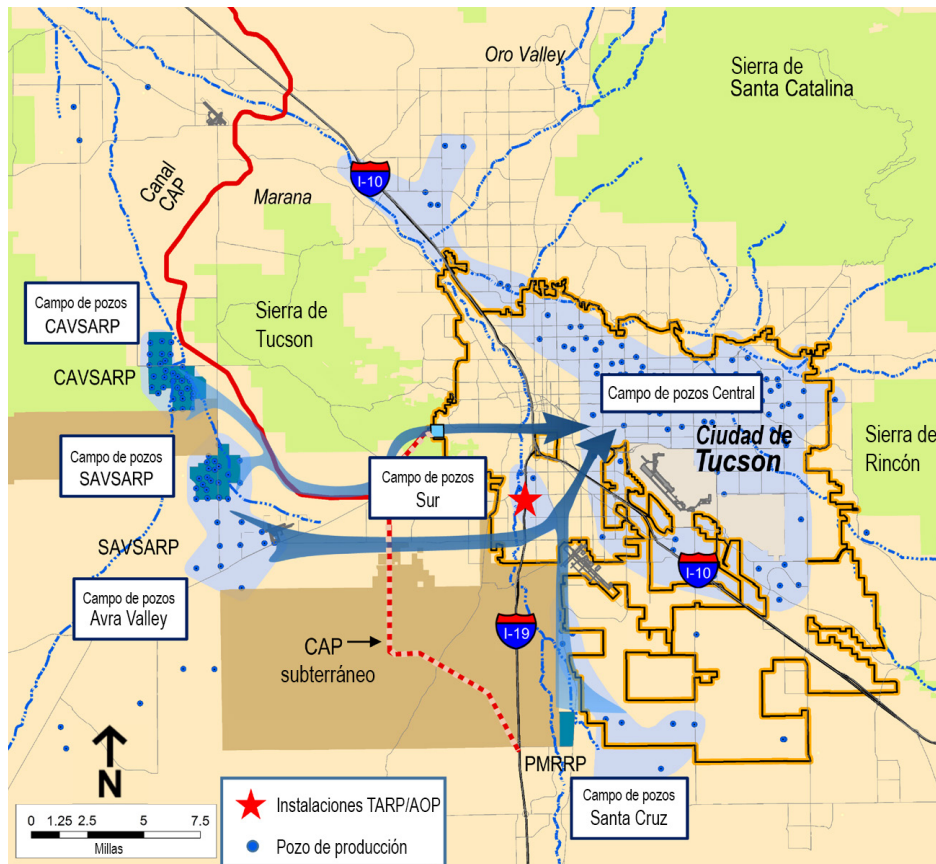 Oro Valley
Sierra de
Santa Catalina
Canal
CAP
Marana
I-10
Campo de pozos
CAVSARP
Sierra de
Tucson
CAVSARP
Campo de pozos Central
Ciudad de
Tucson
Sierra de
Rincón
Campo de pozos
SAVSARP
Campo de pozos
Sur
SAVSARP
I-10
Campo de pozos
Avra Valley
I-19
CAP
subterráneo
N
PMRRP
Campo de pozos
Santa Cruz
Instalaciones TARP/AOP
Pozo de producción
0 1.25 2.5 5 7.5
Millas